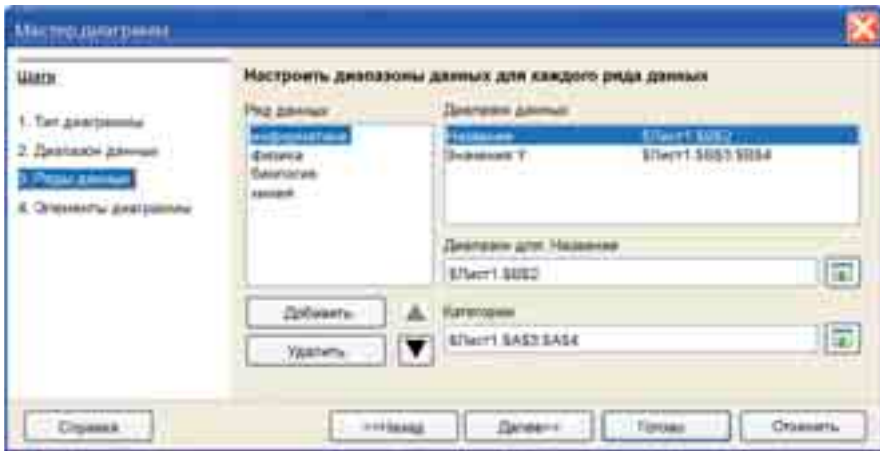 Мастер диаграмм
Шаги
1. Тип диаграммы
2. Диапазон данных
3. Ряды данных
4. Элементы диаграммы
Настроить диапазоны данных для каждого ряда данных
Ряд данных
информатика
физика
биология
химия
Диапазон данных
Название $Лист1.$B$2
Значения Y $Лист1.$B$3:$B$4
Диапазон для: Название
$Лист1.$B$2
Категории
$Лист1.$A$3:$A$4
Добавить
Удалить
Справка
Назад
Далее
Готово
Отменить